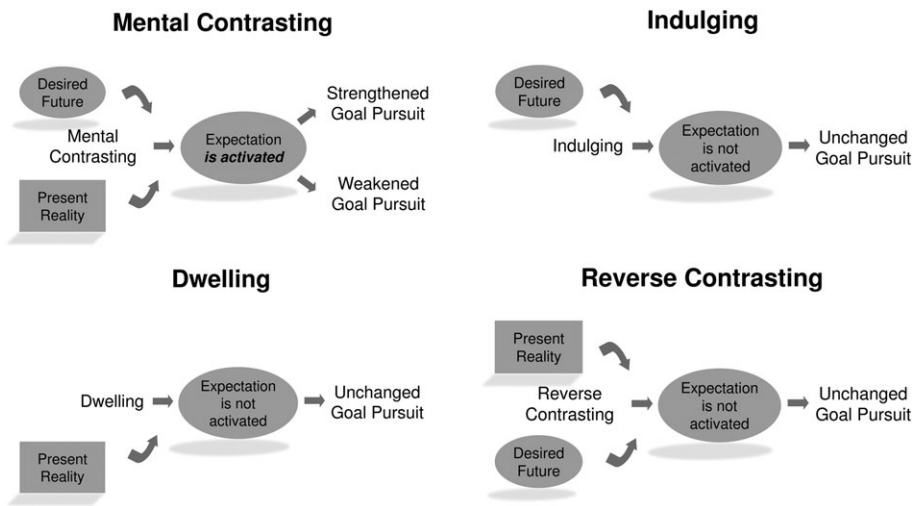 Mental Contrasting
Desired
Future
Mental
Contrasting
Present
Reality
Expectation
is activated
Strengthened
Goal Pursuit
Weakened
Goal Pursuit
Indulging
Desired
Future
Indulging
Expectation
is not
activated
Unchanged
Goal Pursuit
Dwelling
Dwelling
Present
Reality
Expectation
is not
activated
Unchanged
Goal Pursuit
Reverse Contrasting
Present
Reality
Reverse
Contrasting
Desired
Future
Expectation
is not
activated
Unchanged
Goal Pursuit